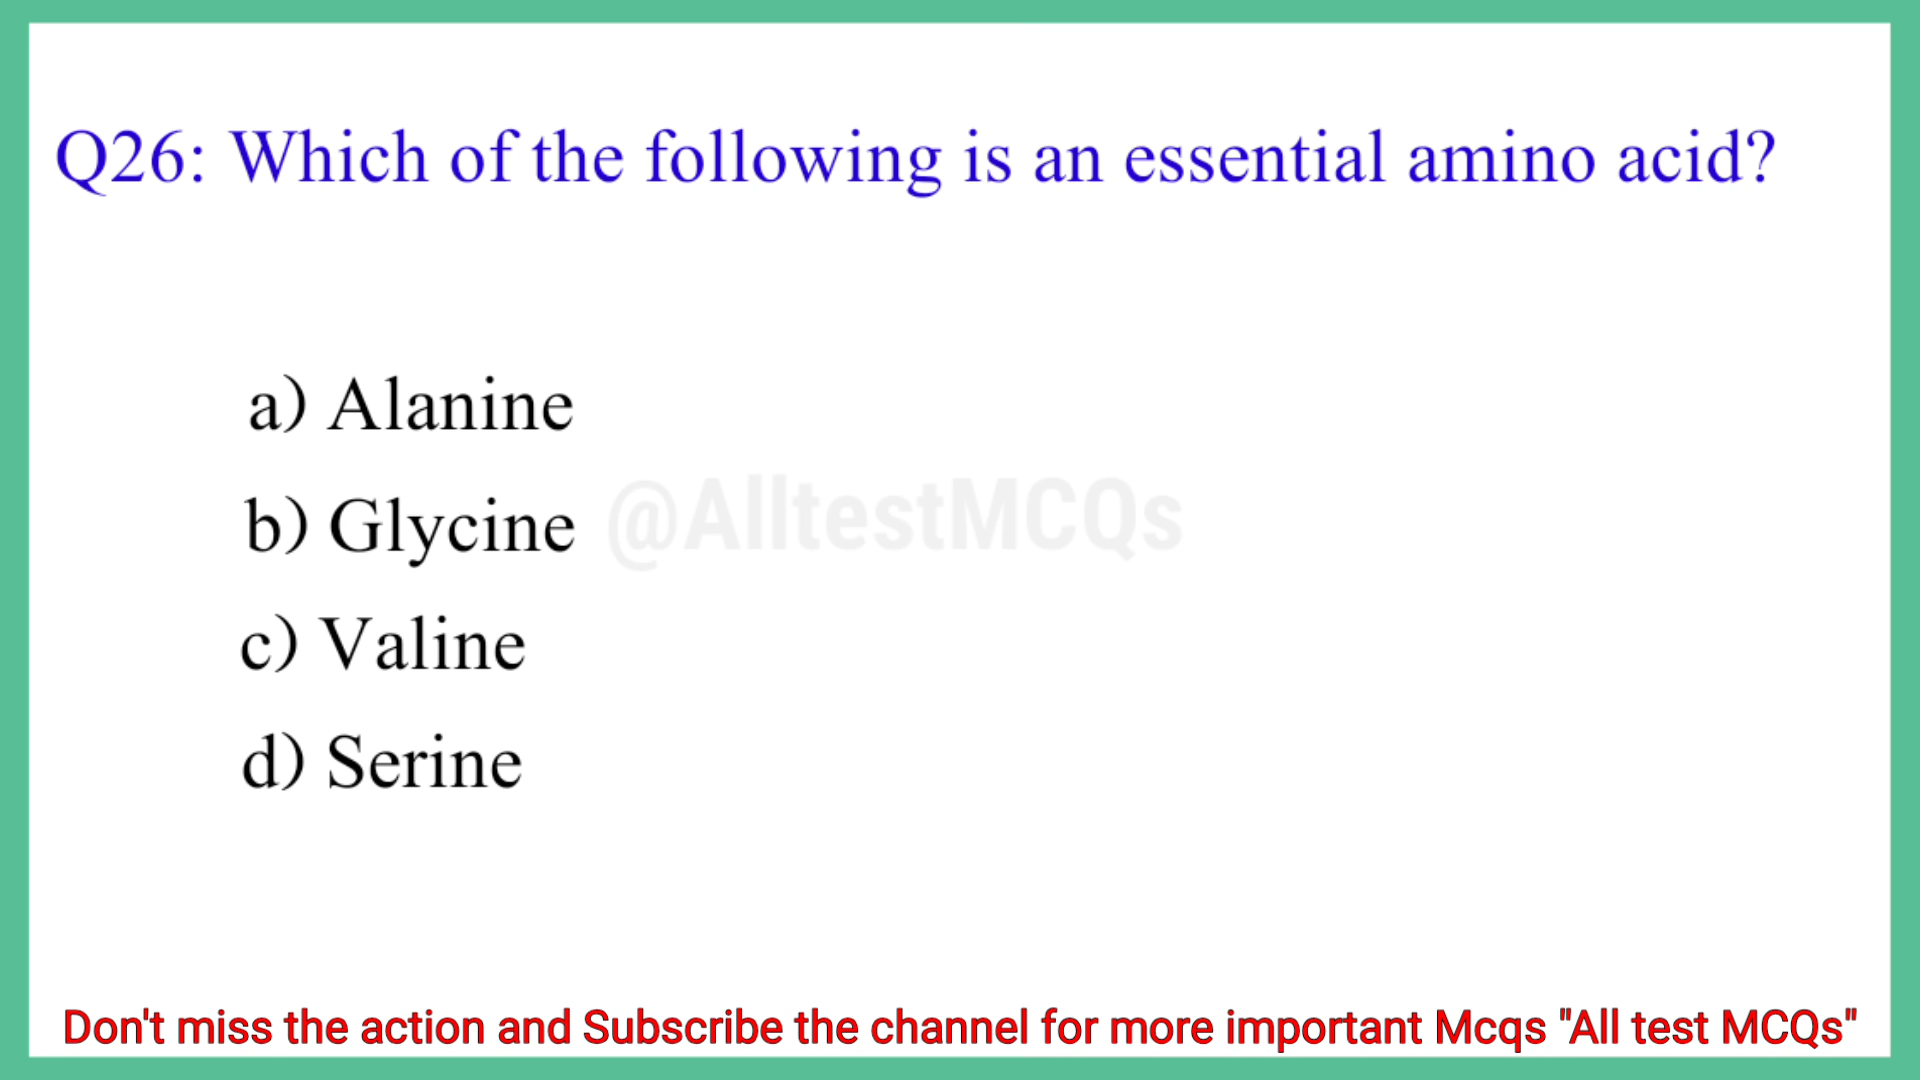 Q26: Which of the following is an essential amino acid?
a) Alanine
b) Glycine
@AlltestMCQs
c) Valine
d) Serine
Don't miss the action and Subscribe the channel for more important Mcqs "All test MCQs"